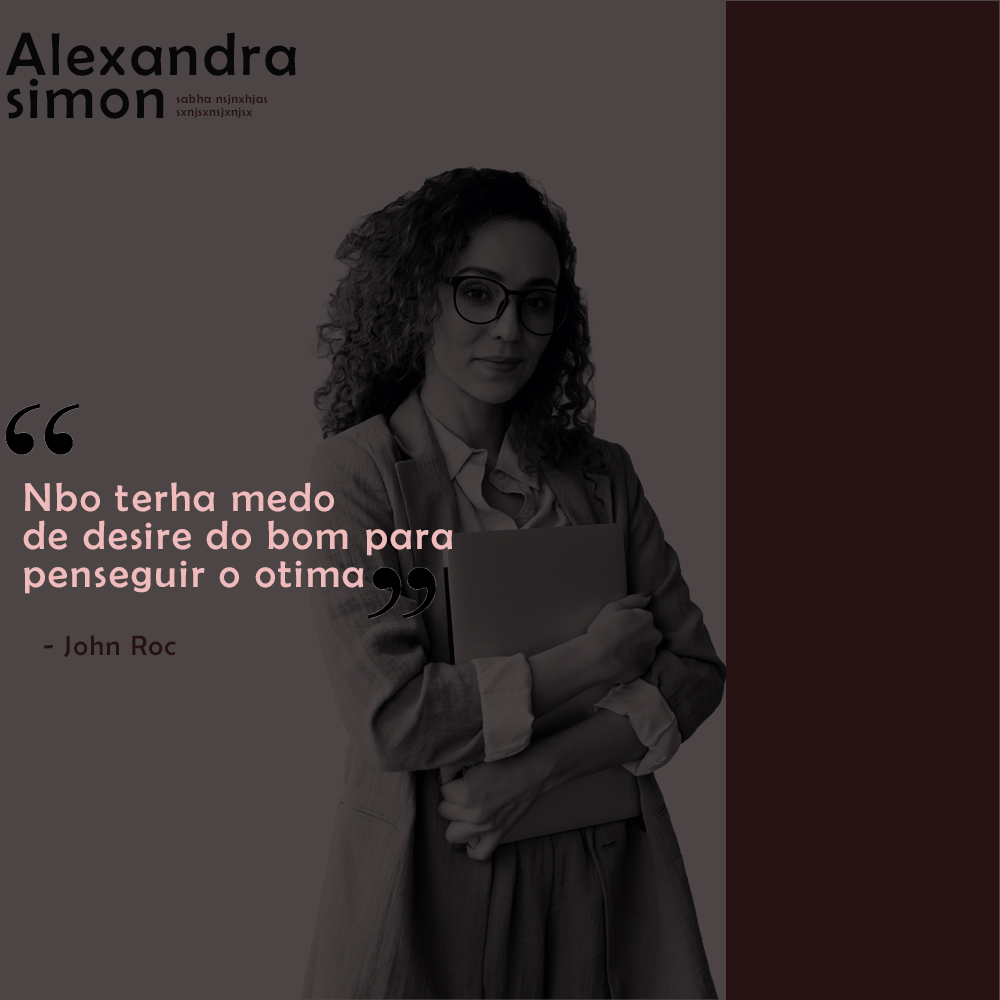 Alexandra
simon
sabha nsjnxhjas
sxnjsxnsjxnjsx
“
Nbo terha medo
de desire do bom para
penseguir o otima”
- John Roc